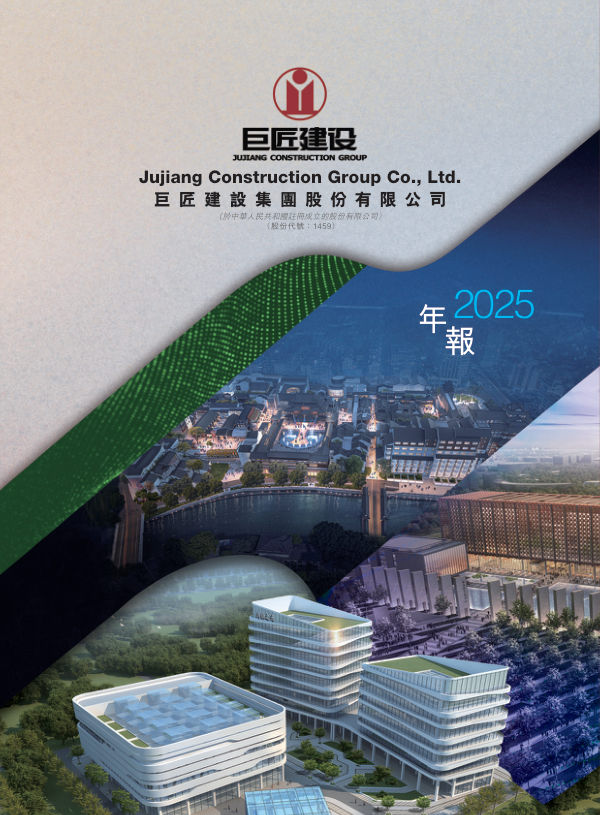 巨匠建设
JUJIANG CONSTRUCTION GROUP
Jujiang Construction Group Co., Ltd.
巨匠建設集團股份有限公司
（於中華人民共和國註冊成立的股份有限公司）
（股份代號：1459）
2025
年
報